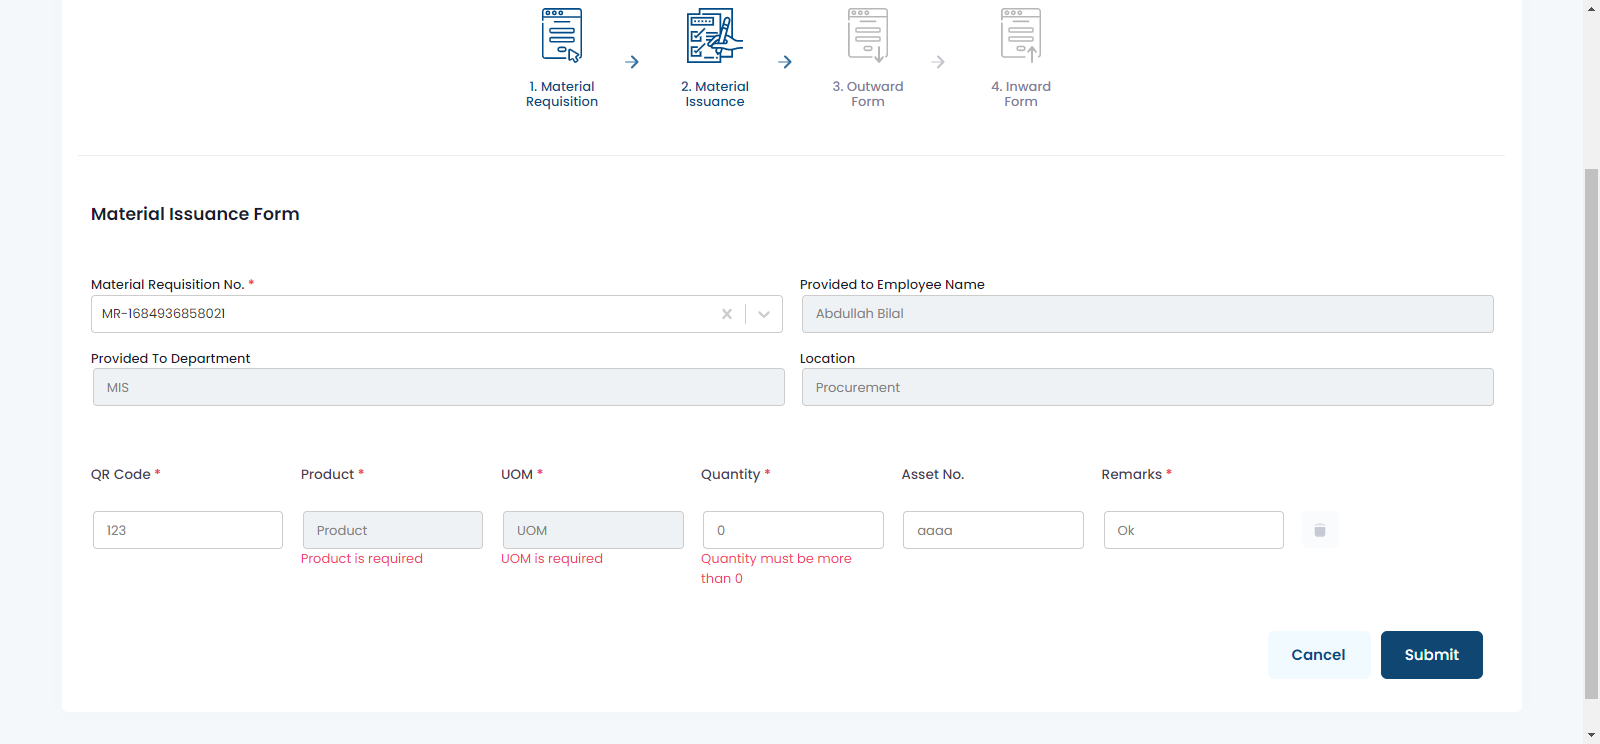 1. Material
Requisition
2. Material
Issuance
3. Outward
Form
4. Inward
Form
Material Issuance Form
Material Requisition No. *
Provided to Employee Name
MR-1684936858021
Abdullah Bilal
Provided To Department
Location
MIS
Procurement
QR Code * Product * UOM * Quantity * Asset No. Remarks *
123 Product UOM 0 aaaa Ok
Product is required
UOM is required
Quantity must be more
than 0
Cancel Submit